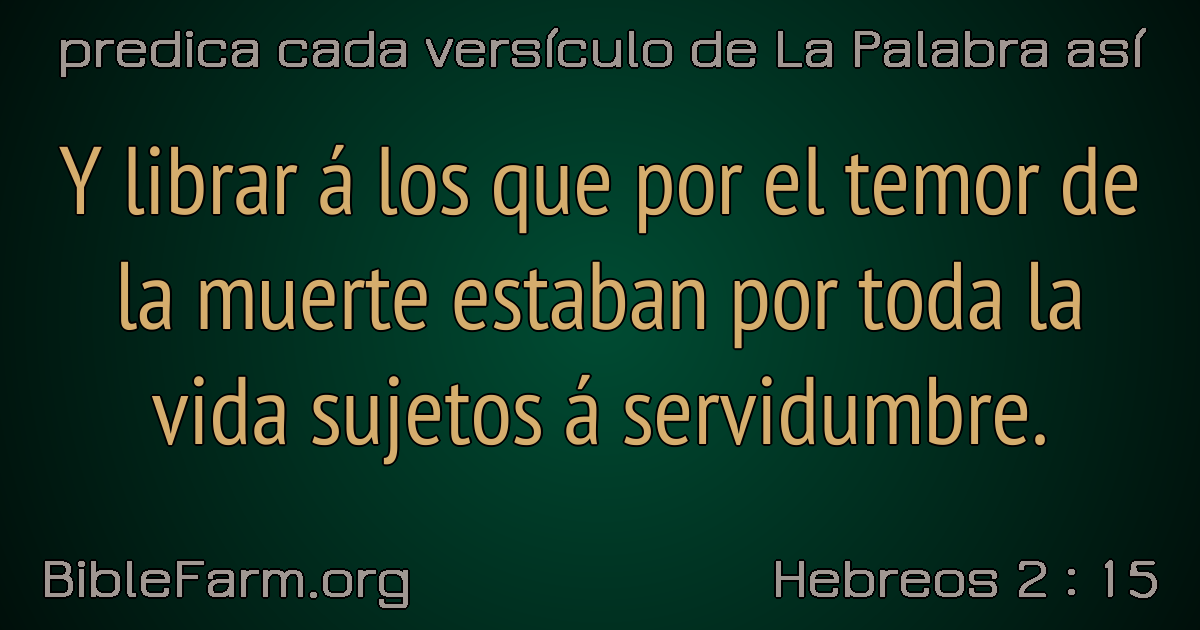 predica cada versículo de La Palabra así
Y librar á los que por el temor de
la muerte estaban por toda la
vida sujetos á servidumbre.
BibleFarm.org
Hebreos 2 : 15